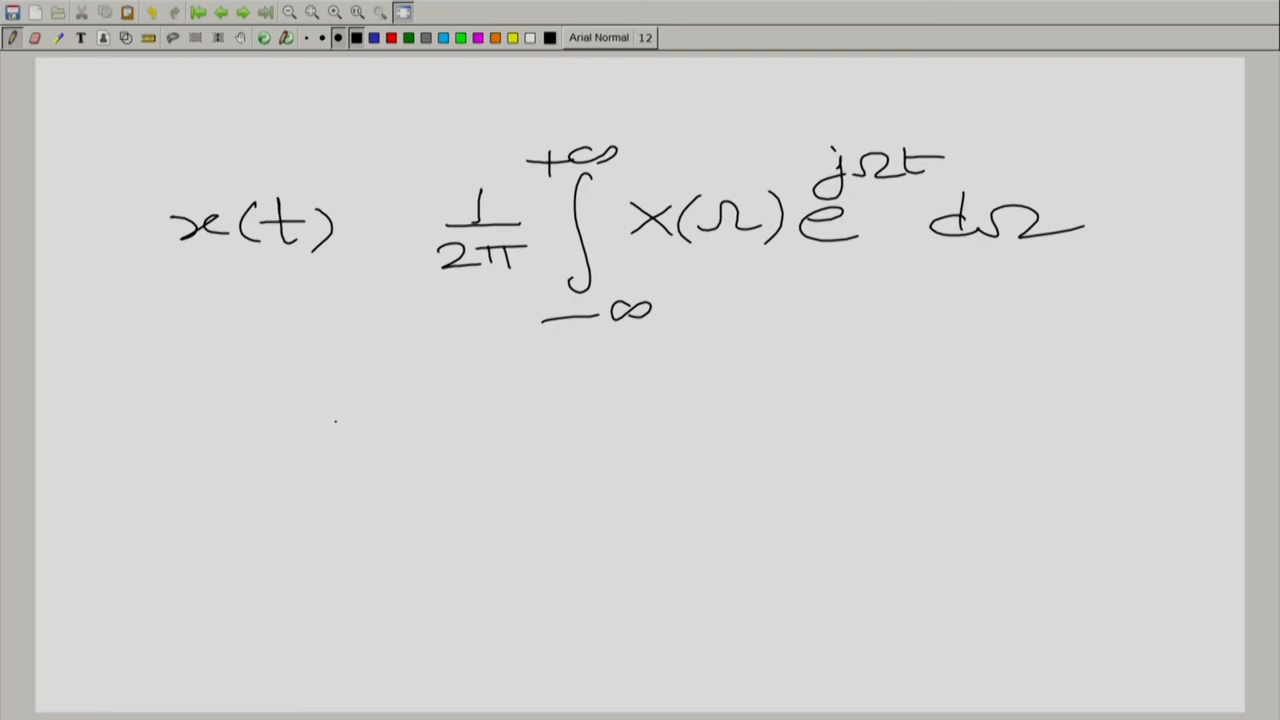 Arial Normal 12
x(t) 1/2π ∫_{-∞}^{+∞} X(Ω) e^{jΩt} dΩ